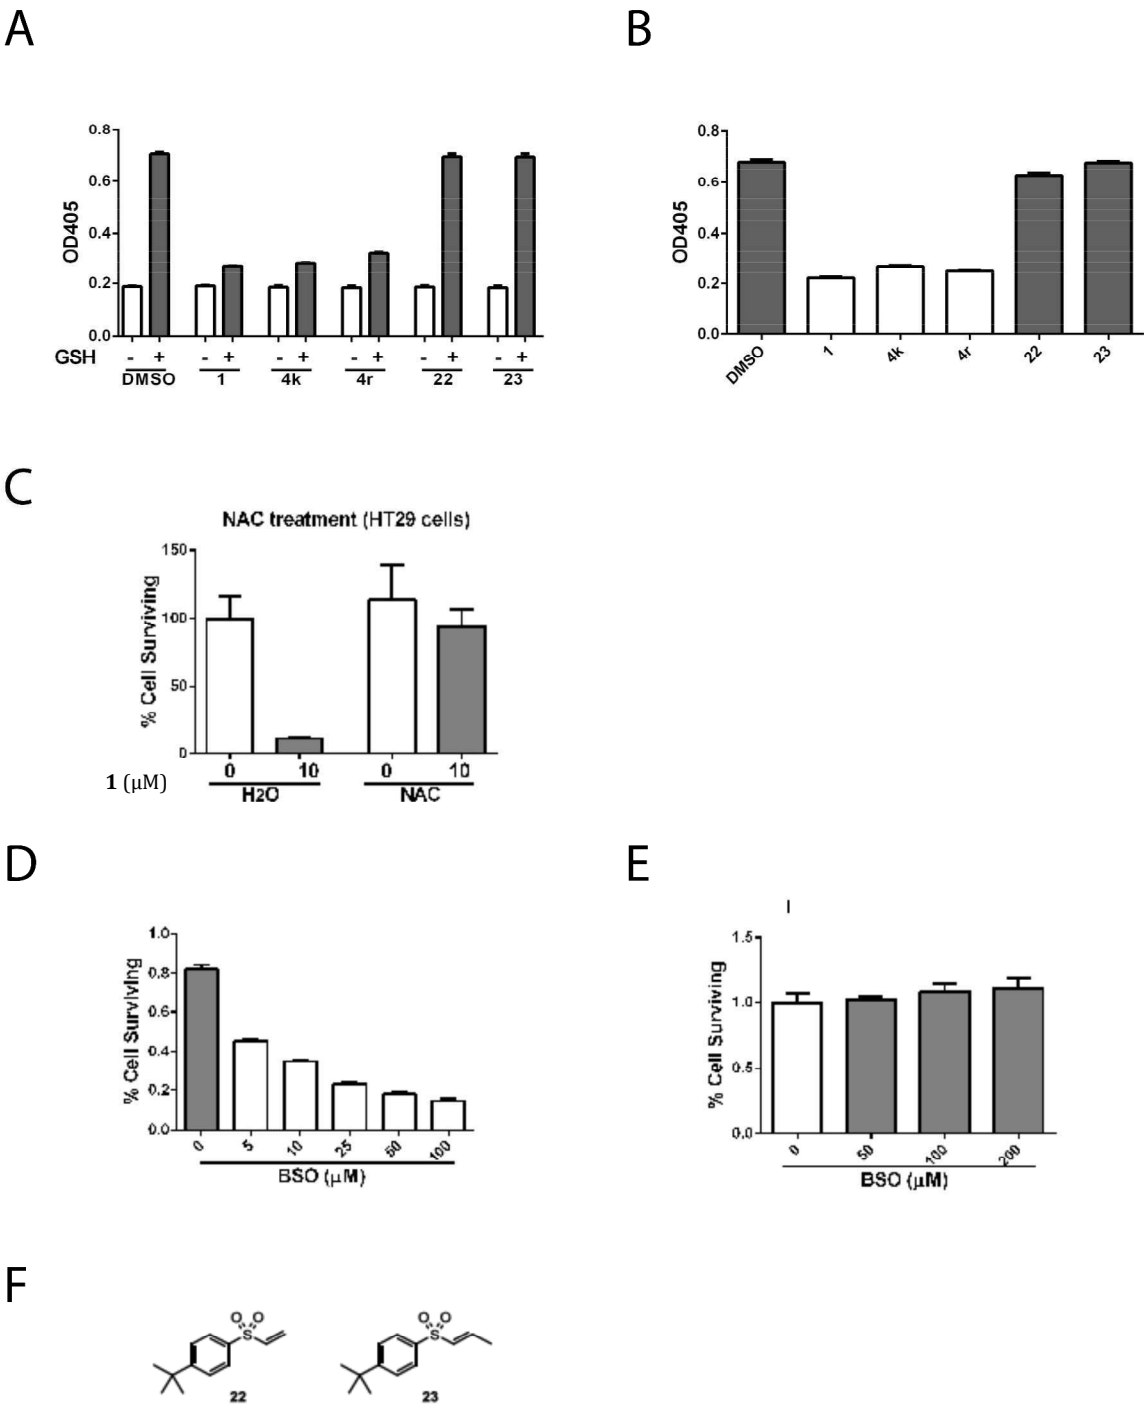 A
B
0.8
0.6
0.4
0.2
0.0
OD405
GSH
- + - + - + - + - + - +
DMSO 1 4k 4r 22 23
0.8
0.6
0.4
0.2
0.0
OD405
DMSO 1 4k 4r 22 23
C
NAC treatment (HT29 cells)
150
100
50
0
% Cell Surviving
0 10 0 10
1 (μM)
H2O NAC
D
E
1.0
0.8
0.6
0.4
0.2
0.0
% Cell Surviving
0 5 10 25 50 100
BSO (μM)
1.5
1.0
0.5
0.0
% Cell Surviving
0 50 100 200
BSO (μM)
F
O O
S
22
O O
S
23